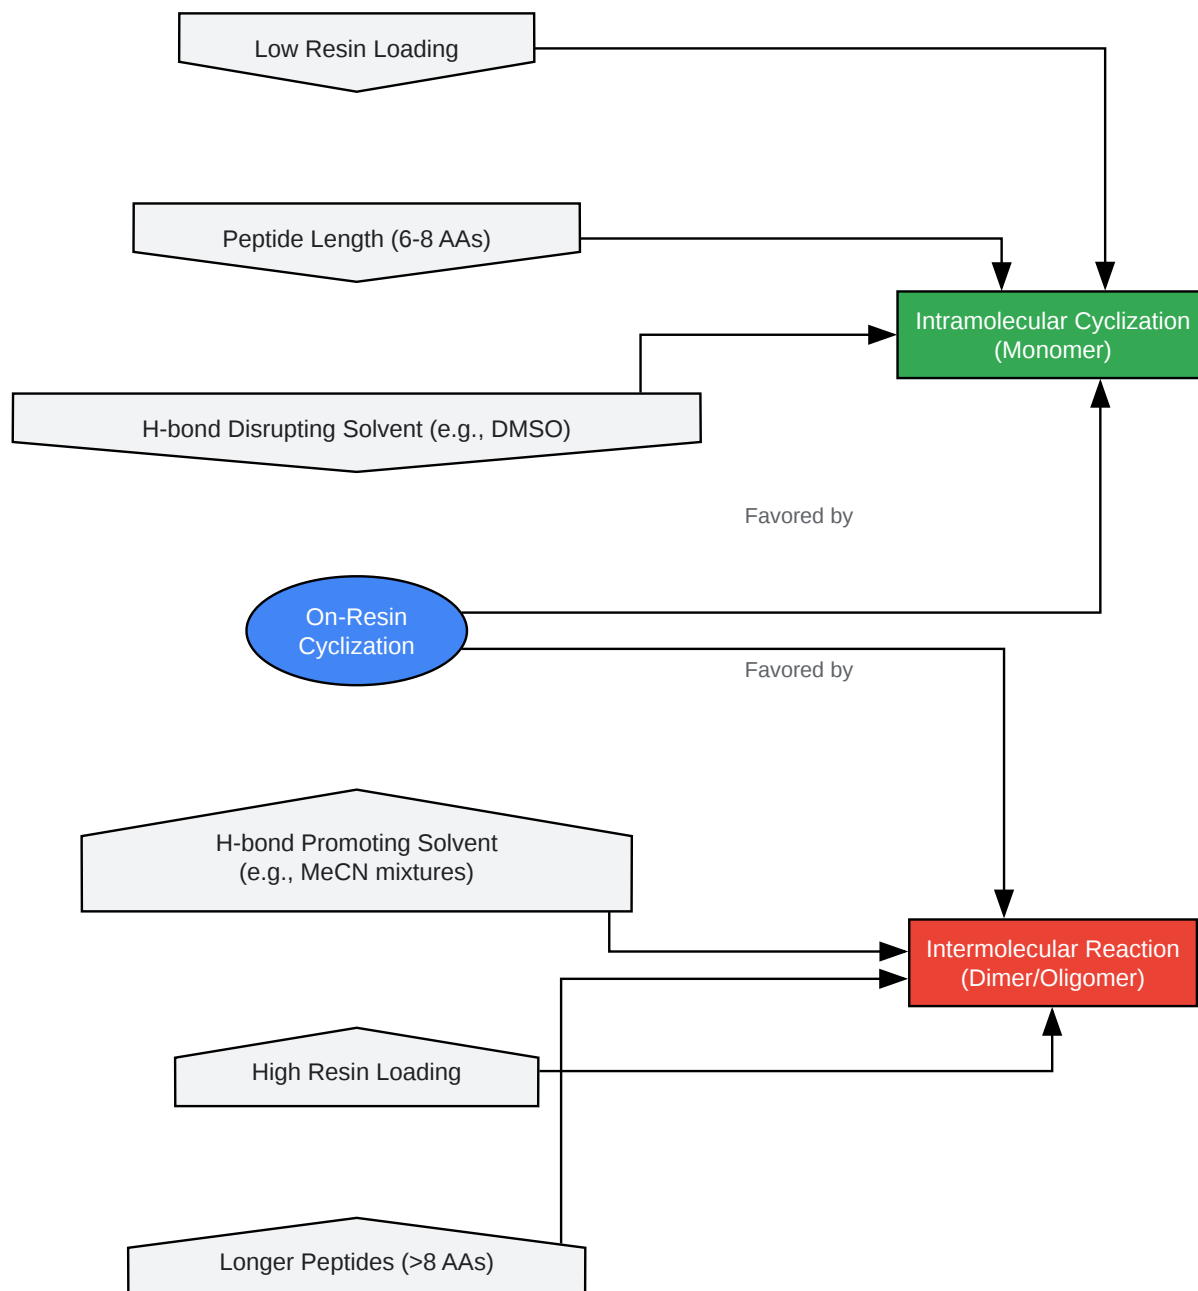 Low Resin Loading
Peptide Length (6-8 AAs)
Intramolecular Cyclization
(Monomer)
H-bond Disrupting Solvent (e.g., DMSO)
Favored by
On-Resin
Cyclization
Favored by
H-bond Promoting Solvent
(e.g., MeCN mixtures)
Intermolecular Reaction
(Dimer/Oligomer)
High Resin Loading
Longer Peptides (>8 AAs)